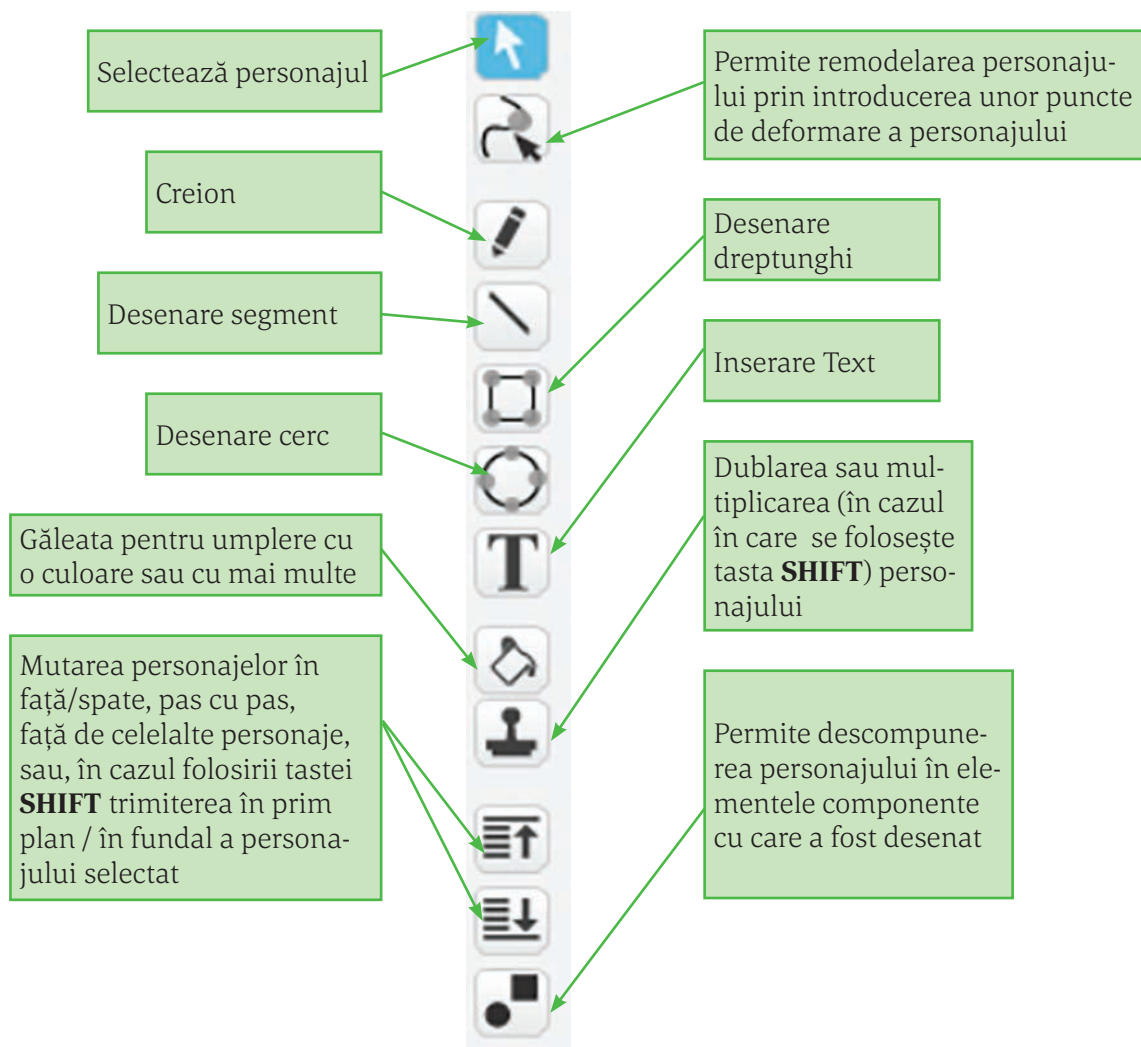 Selectează personajul
Permite remodelarea personaju-
lui prin introducerea unor puncte
de deformare a personajului
Creion
Desenare
dreptunghi
Desenare segment
Inserare Text
Desenare cerc
Dublarea sau mul-
tiplicarea (în cazul
în care se folosește
tasta SHIFT) perso-
najului
Găleata pentru umplere cu
o culoare sau cu mai multe
T
Mutarea personajelor în
față/spate, pas cu pas,
față de celelalte personaje,
sau, în cazul folosirii tastei
SHIFT trimiterea în prim
plan / în fundal a persona-
jului selectat
Permite descompune-
rea personajului în ele-
mentele componente
cu care a fost desenat